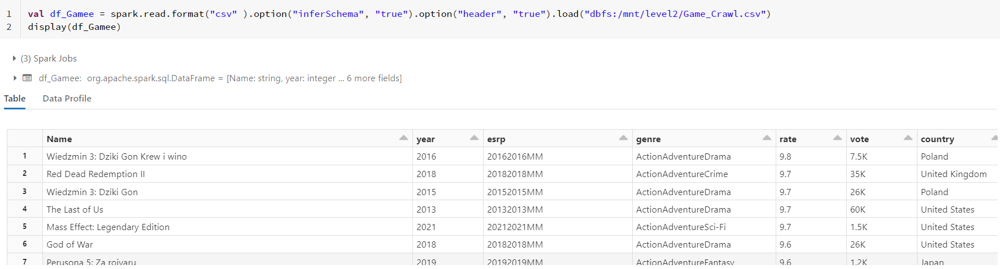 1 val df_Gamee = spark.read.format("csv" ).option("inferSchema", "true").option("header", "true").load("dbfs:/mnt/level2/Game_Crawl.csv")
2 display(df_Gamee)
(3) Spark Jobs
df_Gamee: org.apache.spark.sql.DataFrame = [Name: string, year: integer ... 6 more fields]
Table Data Profile
Name year esrp genre rate vote country
1 Wiedzmin 3: Dziki Gon Krew i wino 2016 20162016MM ActionAdventureDrama 9.8 7.5K Poland
2 Red Dead Redemption II 2018 20182018MM ActionAdventureCrime 9.7 35K United Kingdom
3 Wiedzmin 3: Dziki Gon 2015 20152015MM ActionAdventureDrama 9.7 26K Poland
4 The Last of Us 2013 20132013MM ActionAdventureDrama 9.7 60K United States
5 Mass Effect: Legendary Edition 2021 20212021MM ActionAdventureSci-Fi 9.7 1.5K United States
6 God of War 2018 20182018MM ActionAdventureDrama 9.6 26K United States
7 Perusona 5: Za roiyaru 2019 20192019MM ActionAdventureFantasy 9.6 1.2K Japan